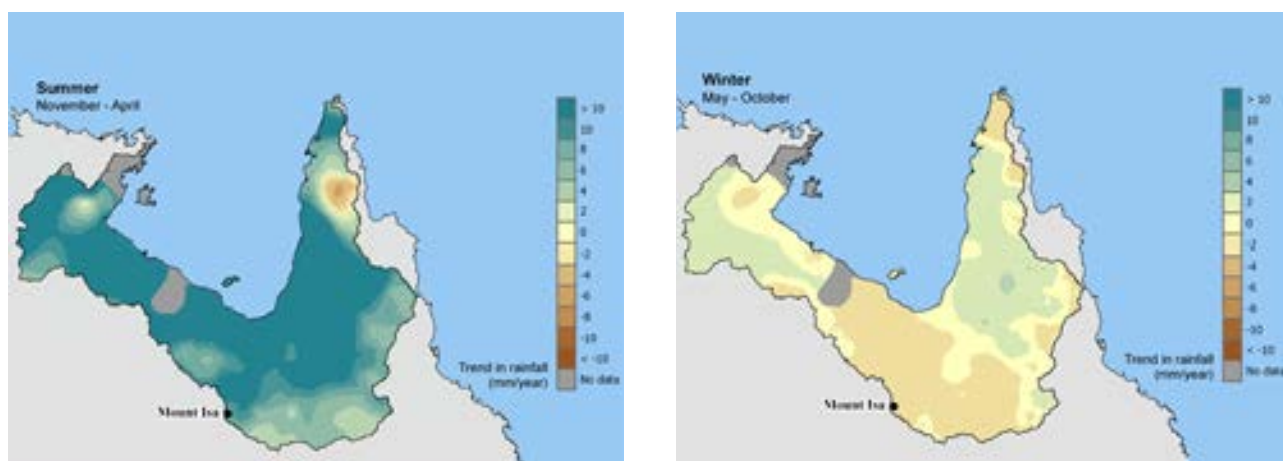 Summer
November - April
> 10
10
8
6
4
2
0
-2
-4
-6
-8
-10
< -10
No data
Trend in rainfall
(mm/year)
Mount Isa
Winter
May - October
> 10
10
8
6
4
2
0
-2
-4
-6
-8
-10
< -10
No data
Trend in rainfall
(mm/year)
Mount Isa